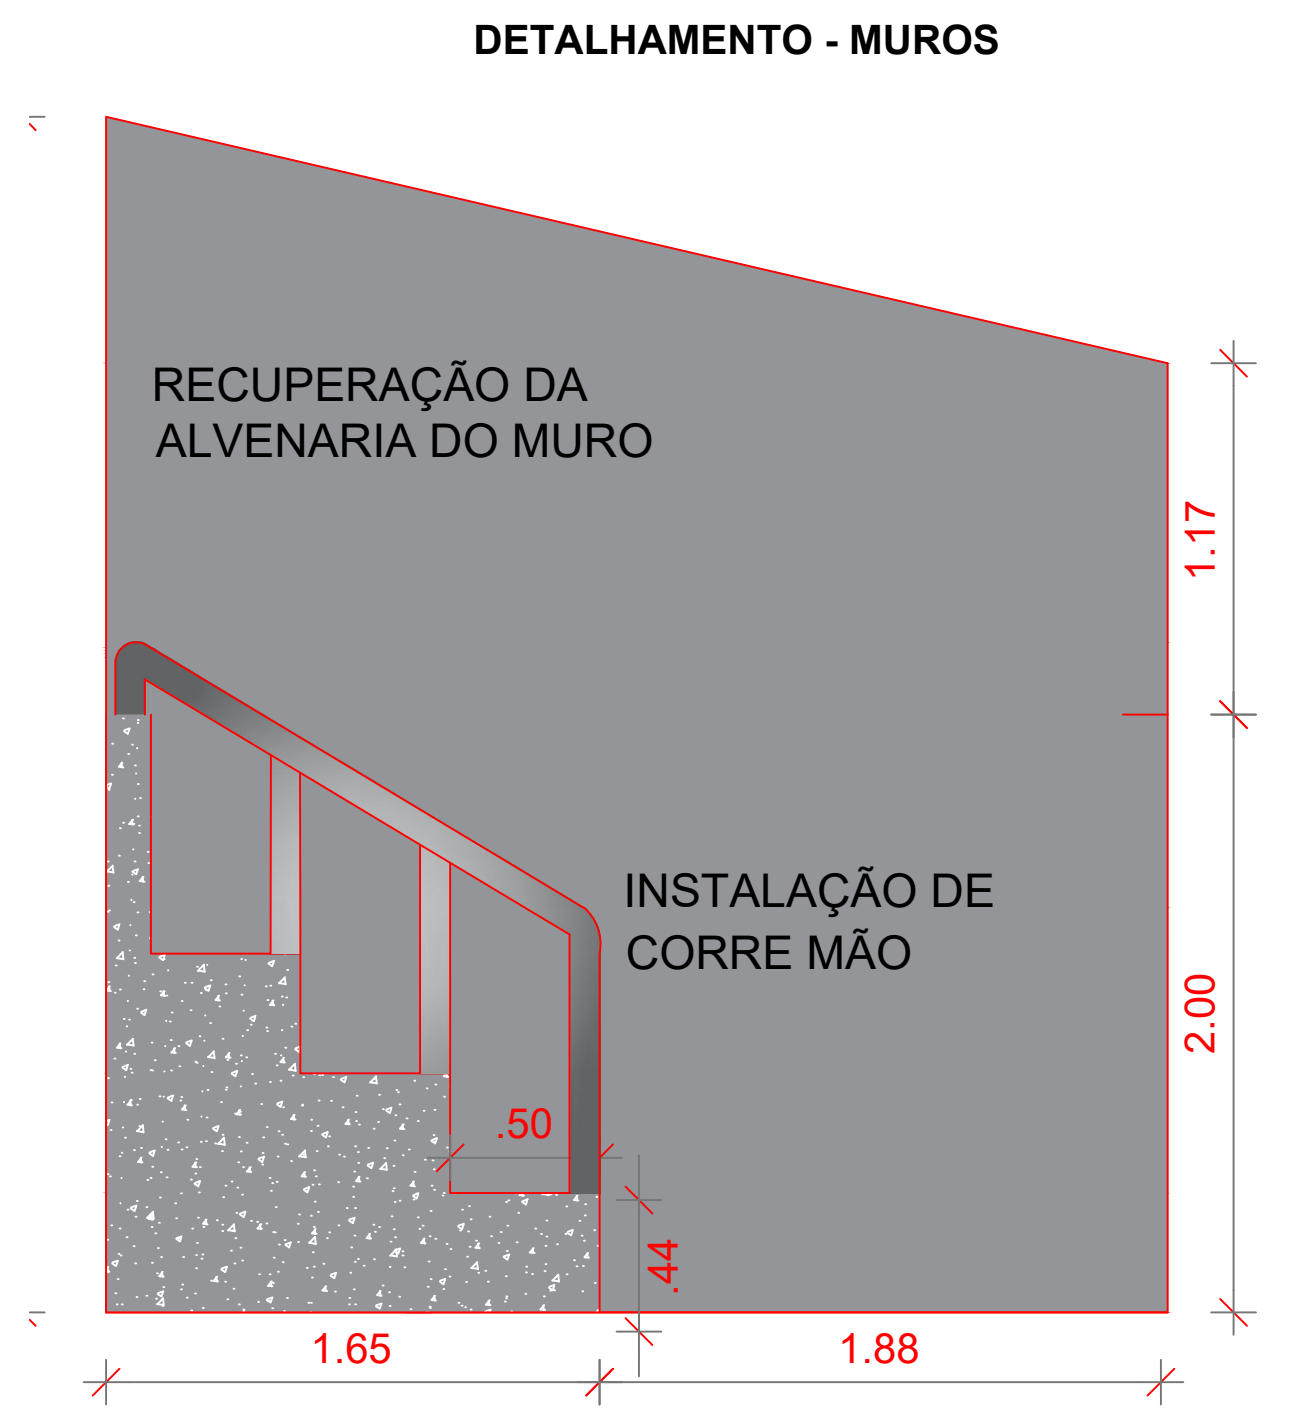 DETALHAMENTO - MUROS
RECUPERAÇÃO DA
ALVENARIA DO MURO
1.17
INSTALAÇÃO DE
CORRE MÃO
2.00
.50
.44
1.65
1.88